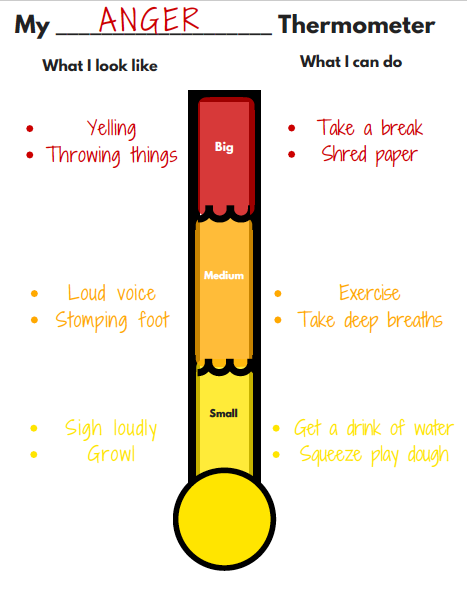 My ANGER Thermometer
What I look like
What I can do
Big
• Yelling
• Throwing things
• Take a break
• Shred paper
Medium
• Loud voice
• Stomping foot
• Exercise
• Take deep breaths
Small
• Sigh loudly
• Growl
• Get a drink of water
• Squeeze play dough